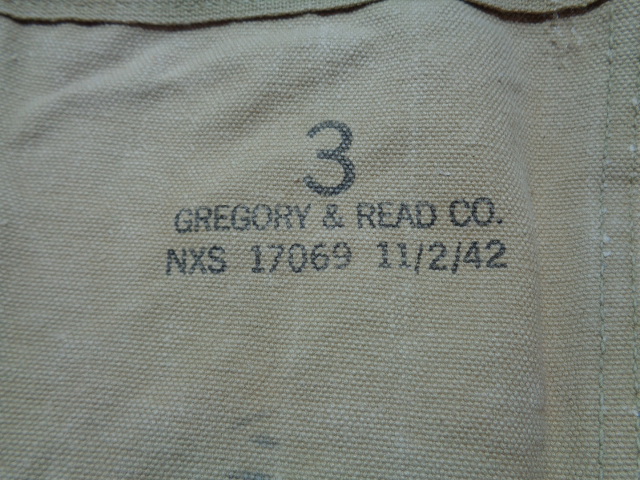 3
GREGORY & READ CO.
NXS 17069 11/2/42